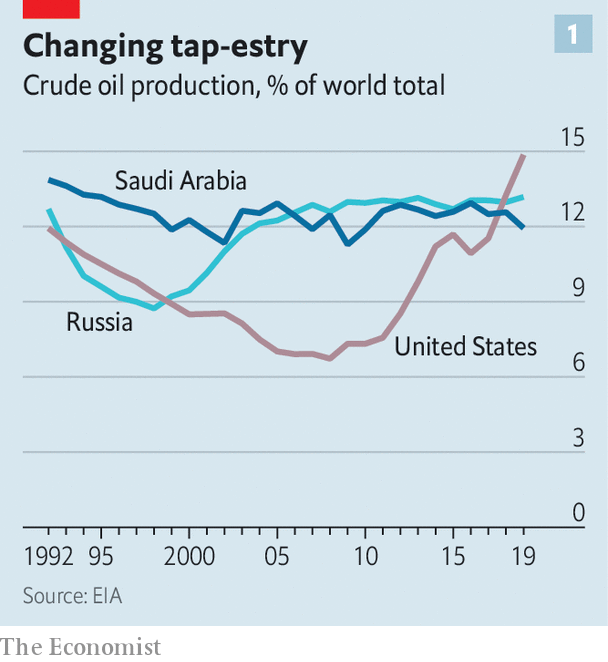 1
Changing tap-estry
Crude oil production, % of world total
15
Saudi Arabia
12
9
Russia
United States
6
3
0
1992 95 2000 05 10 15 19
Source: EIA
The Economist